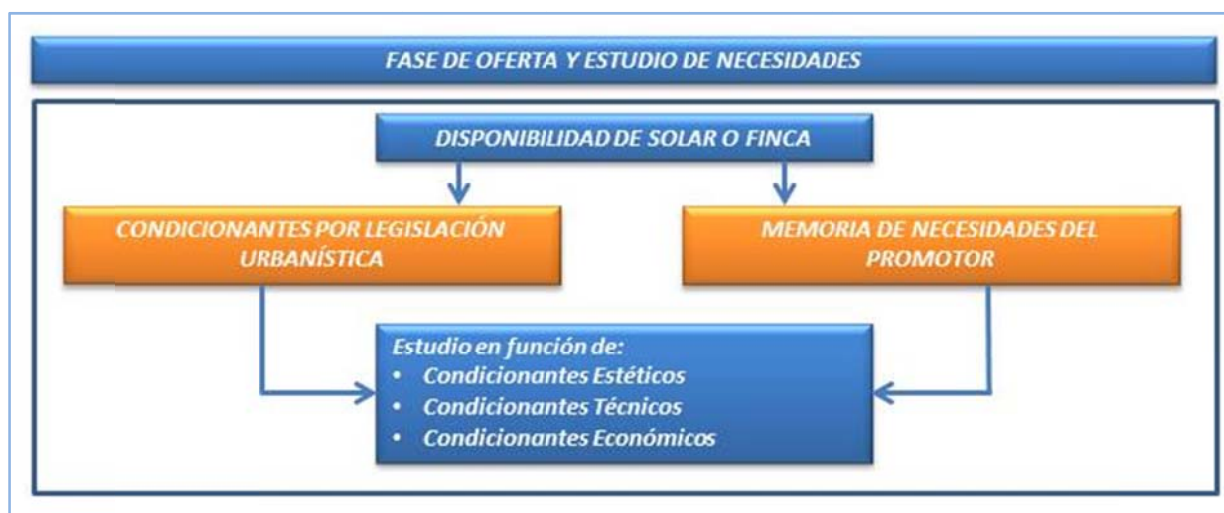 FASE DE OFERTA Y ESTUDIO DE NECESIDADES
DISPONIBILIDAD DE SOLAR O FINCA
CONDICIONANTES POR LEGISLACIÓN
URBANÍSTICA
MEMORIA DE NECESIDADES DEL
PROMOTOR
Estudio en función de:
• Condicionantes Estéticos
• Condicionantes Técnicos
• Condicionantes Económicos